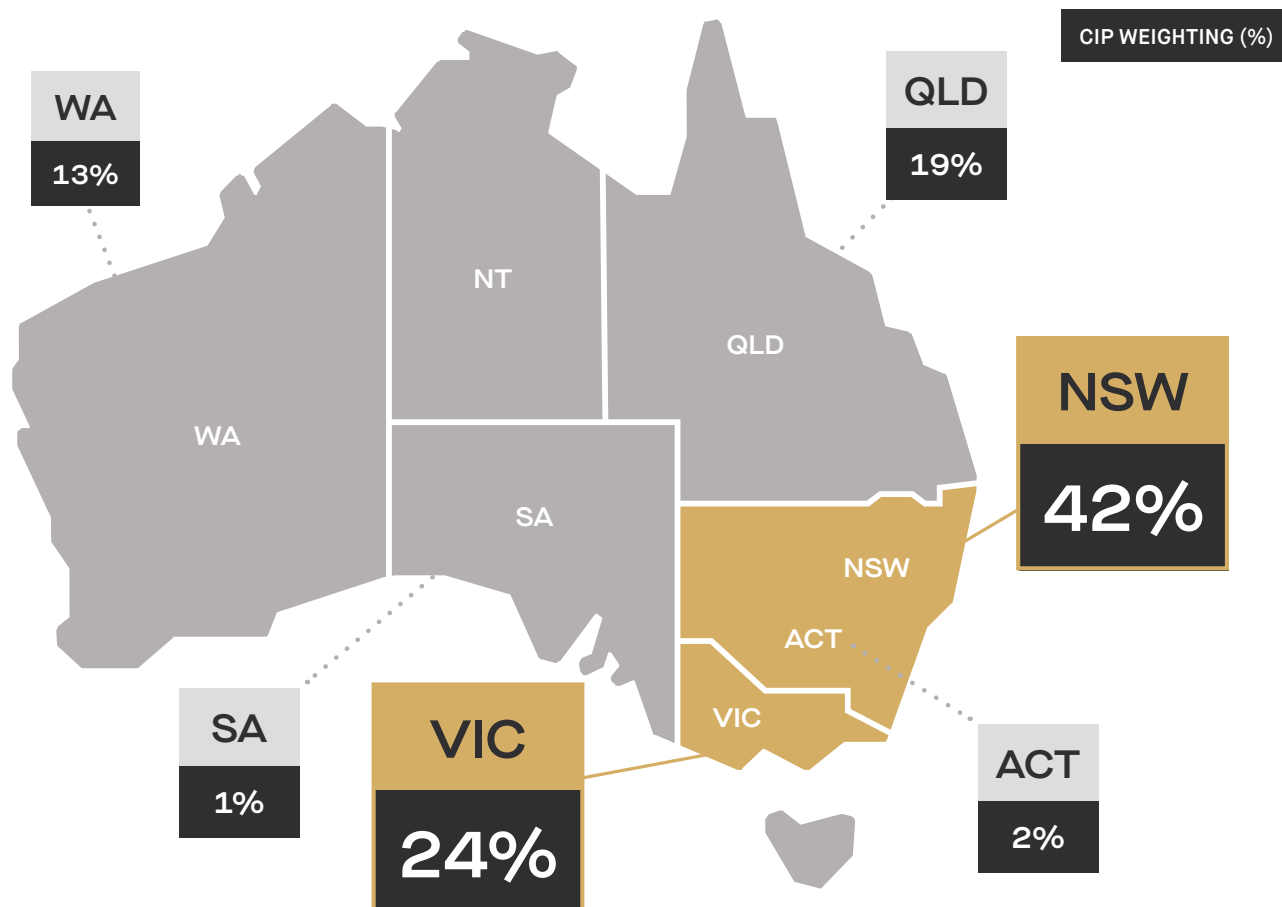 CIP WEIGHTING (%)
WA
13%
QLD
19%
NT
QLD
WA
NSW
42%
SA
NSW
ACT
VIC
SA
1%
VIC
24%
ACT
2%